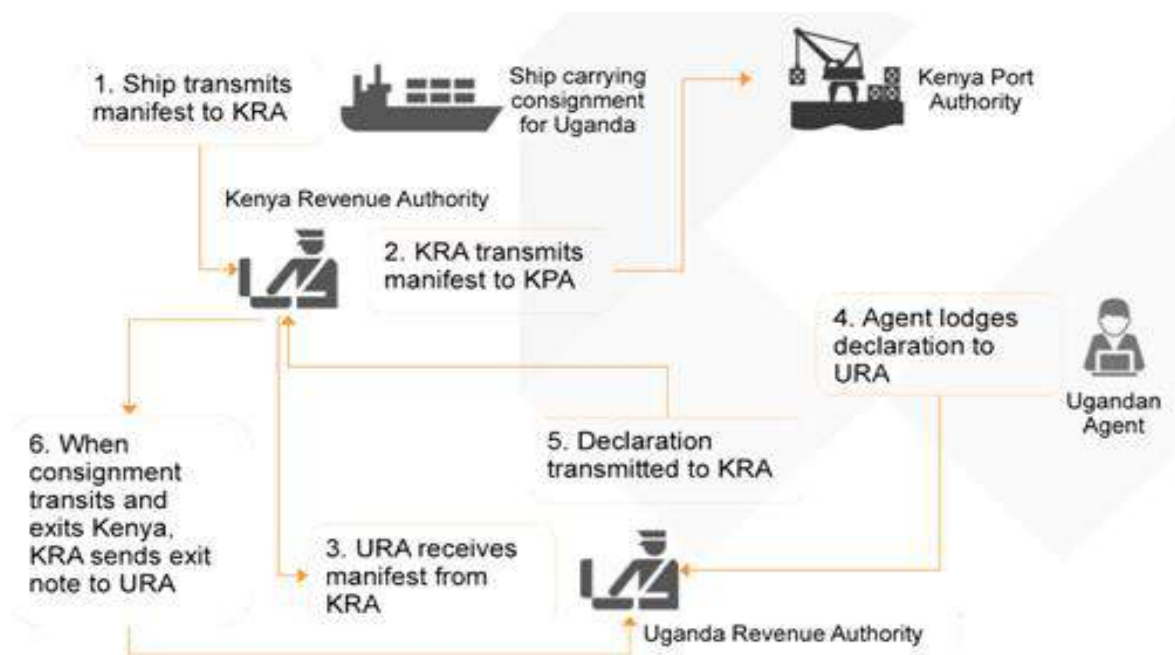 1. Ship transmits
manifest to KRA
Ship carrying
consignment
for Uganda
Kenya Port
Authority
Kenya Revenue Authority
2. KRA transmits
manifest to KPA
4. Agent lodges
declaration to
URA
Ugandan
Agent
5. Declaration
transmitted to KRA
6. When
consignment
transits and
exits Kenya,
KRA sends exit
note to URA
3. URA receives
manifest from
KRA
Uganda Revenue Authority